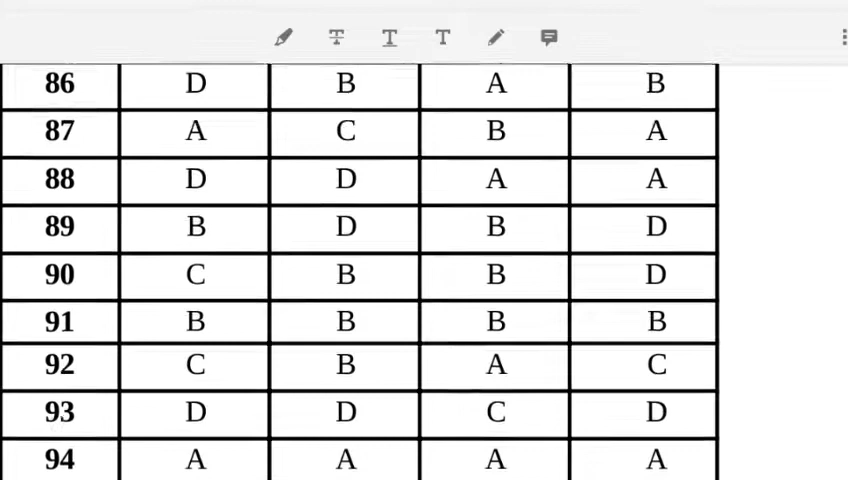 86 D B A B
87 A C B A
88 D D A A
89 B D B D
90 C B B D
91 B B B B
92 C B A C
93 D D C D
94 A A A A